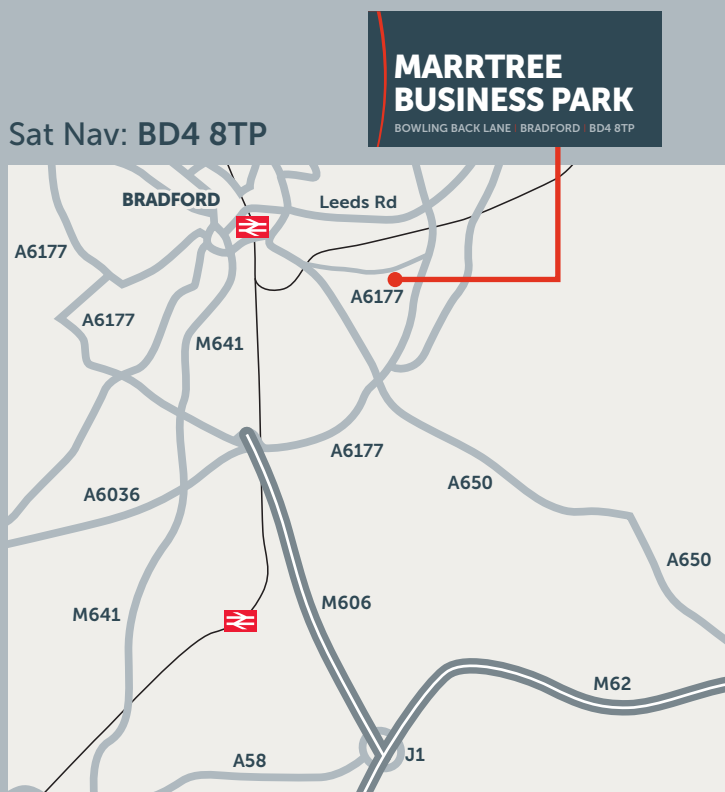 MARRTREE
BUSINESS PARK
BOWLING BACK LANE | BRADFORD | BD4 8TP
Sat Nav: BD4 8TP
BRADFORD
Leeds Rd
A6177
A6177
A6177
M641
A6177
A650
A6036
A650
M606
M641
M62
J1
A58